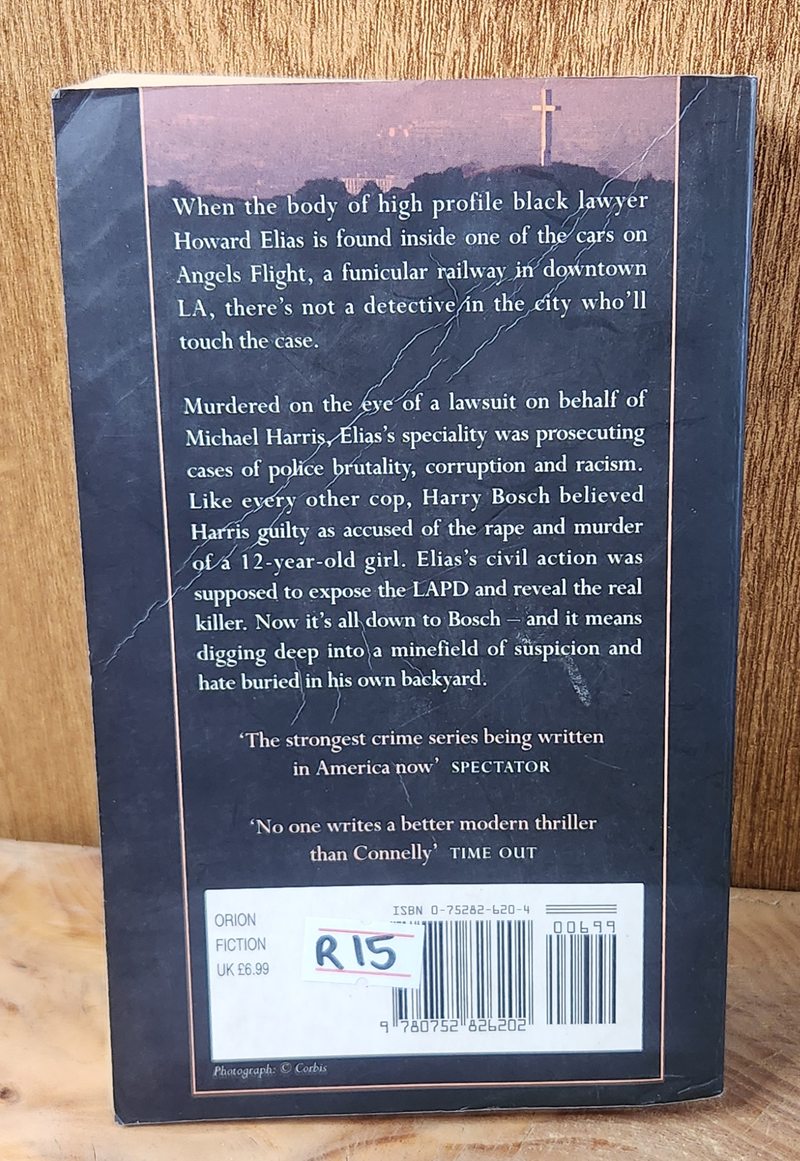 When the body of high profile black lawyer
Howard Elias is found inside one of the cars on
Angels Flight, a funicular railway in downtown
LA, there's not a detective in the city who'll
touch the case.
Murdered on the eve of a lawsuit on behalf of
Michael Harris, Elias's speciality was prosecuting
cases of police brutality, corruption and racism.
Like every other cop, Harry Bosch believed
Harris guilty as accused of the rape and murder
of a 12-year-old girl. Elias's civil action was
supposed to expose the LAPD and reveal the real
killer. Now it's all down to Bosch – and it means
digging deep into a minefield of suspicion and
hate buried in his own backyard.
'The strongest crime series being written
in America now' SPECTATOR
'No one writes a better modern thriller
than Connelly' TIME OUT
ORION
FICTION
UK £6.99
R 15
ISBN 0-75282-620-4
00699
9 780752 826202
Photograph: © Corbis